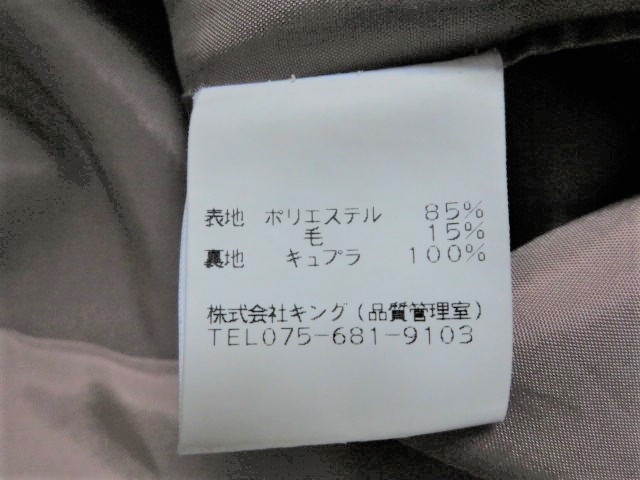 表地 ポリエステル 85%
毛 15%
裏地 キュプラ 100%
株式会社キング(品質管理室)
TEL075-681-9103